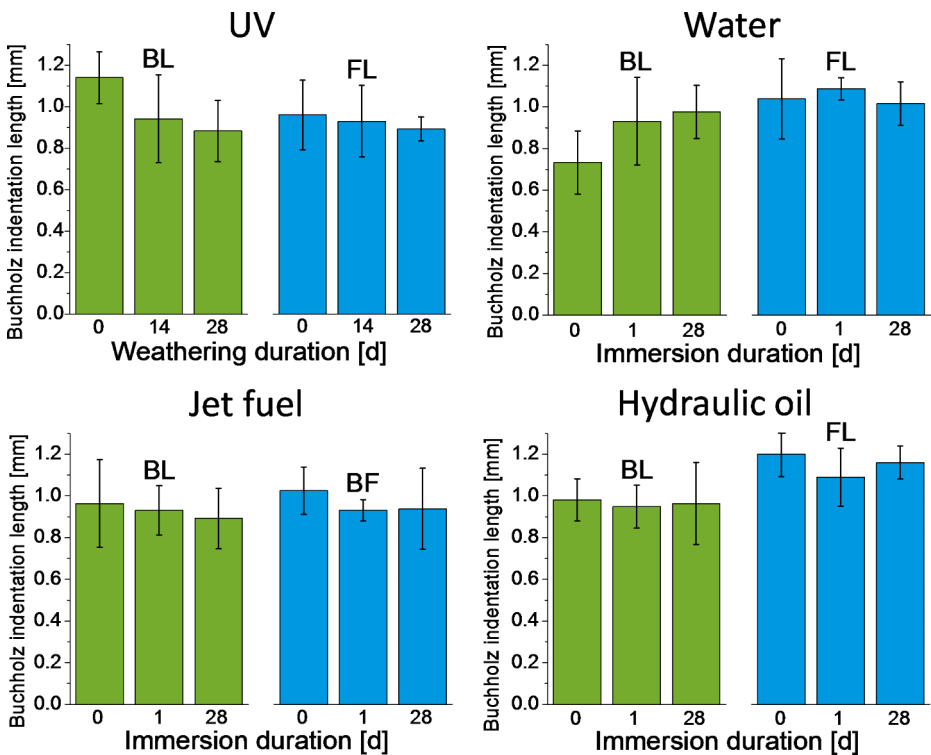 UV
Buchholz indentation length [mm]
1.2
1.0
0.8
0.6
0.4
0.2
0.0
BL
FL
0 14 28 0 14 28
Weathering duration [d]
Water
Buchholz indentation length [mm]
1.2
1.0
0.8
0.6
0.4
0.2
0.0
BL
FL
0 1 28 0 1 28
Immersion duration [d]
Jet fuel
Buchholz indentation length [mm]
1.2
1.0
0.8
0.6
0.4
0.2
0.0
BL
BF
0 1 28 0 1 28
Immersion duration [d]
Hydraulic oil
Buchholz indentation length [mm]
1.2
1.0
0.8
0.6
0.4
0.2
0.0
BL
FL
0 1 28 0 1 28
Immersion duration [d]